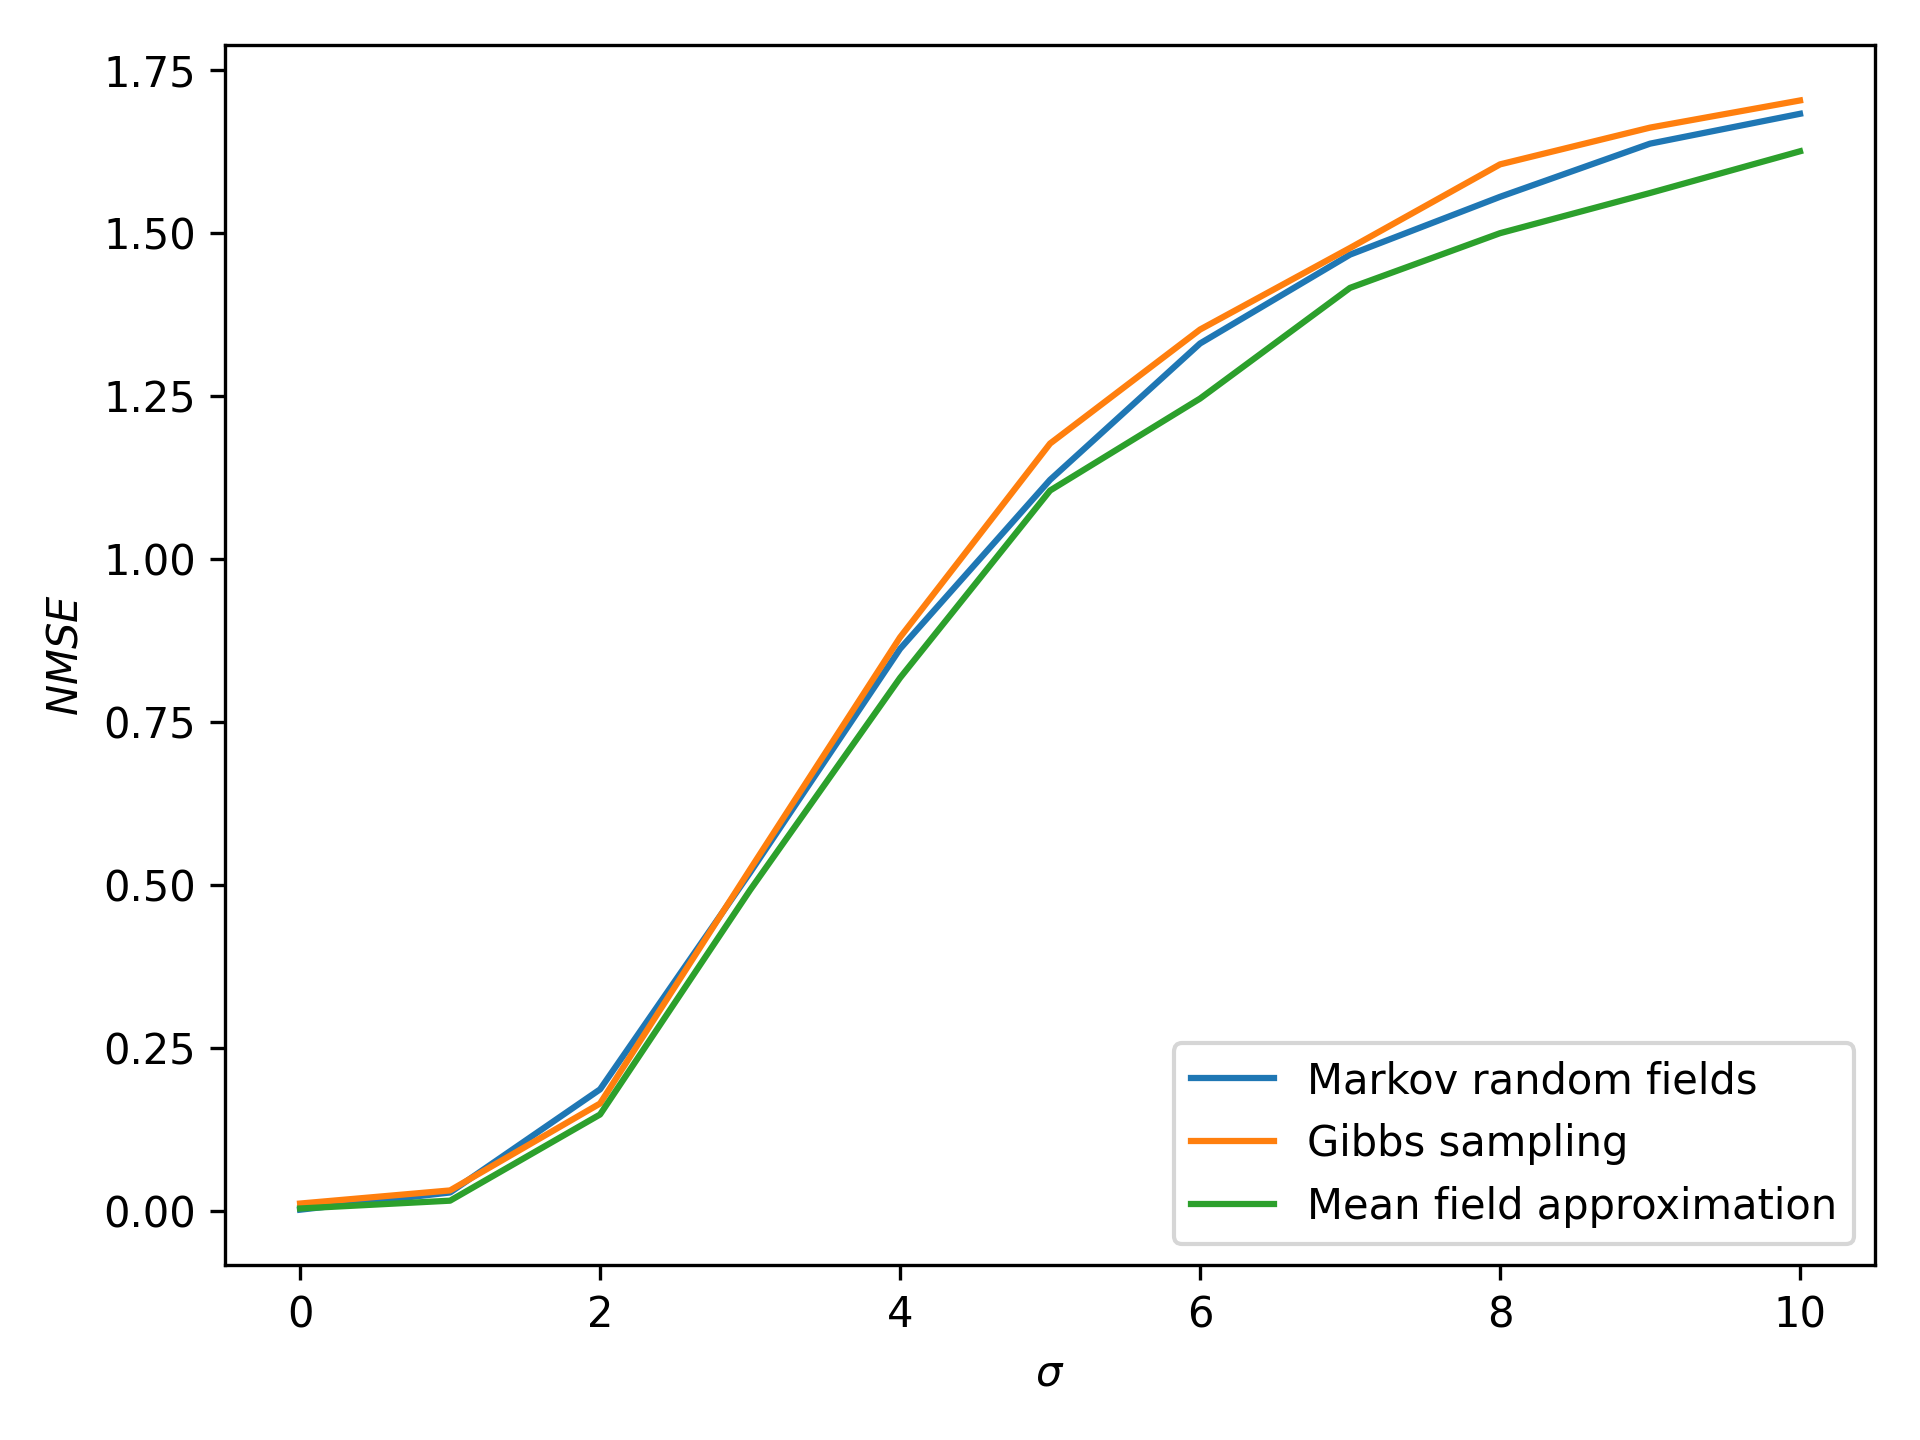 1.75
1.50
1.25
1.00
0.75
0.50
0.25
0.00
NMSE
Markov random fields
Gibbs sampling
Mean field approximation
0 2 4 6 8 10
σ